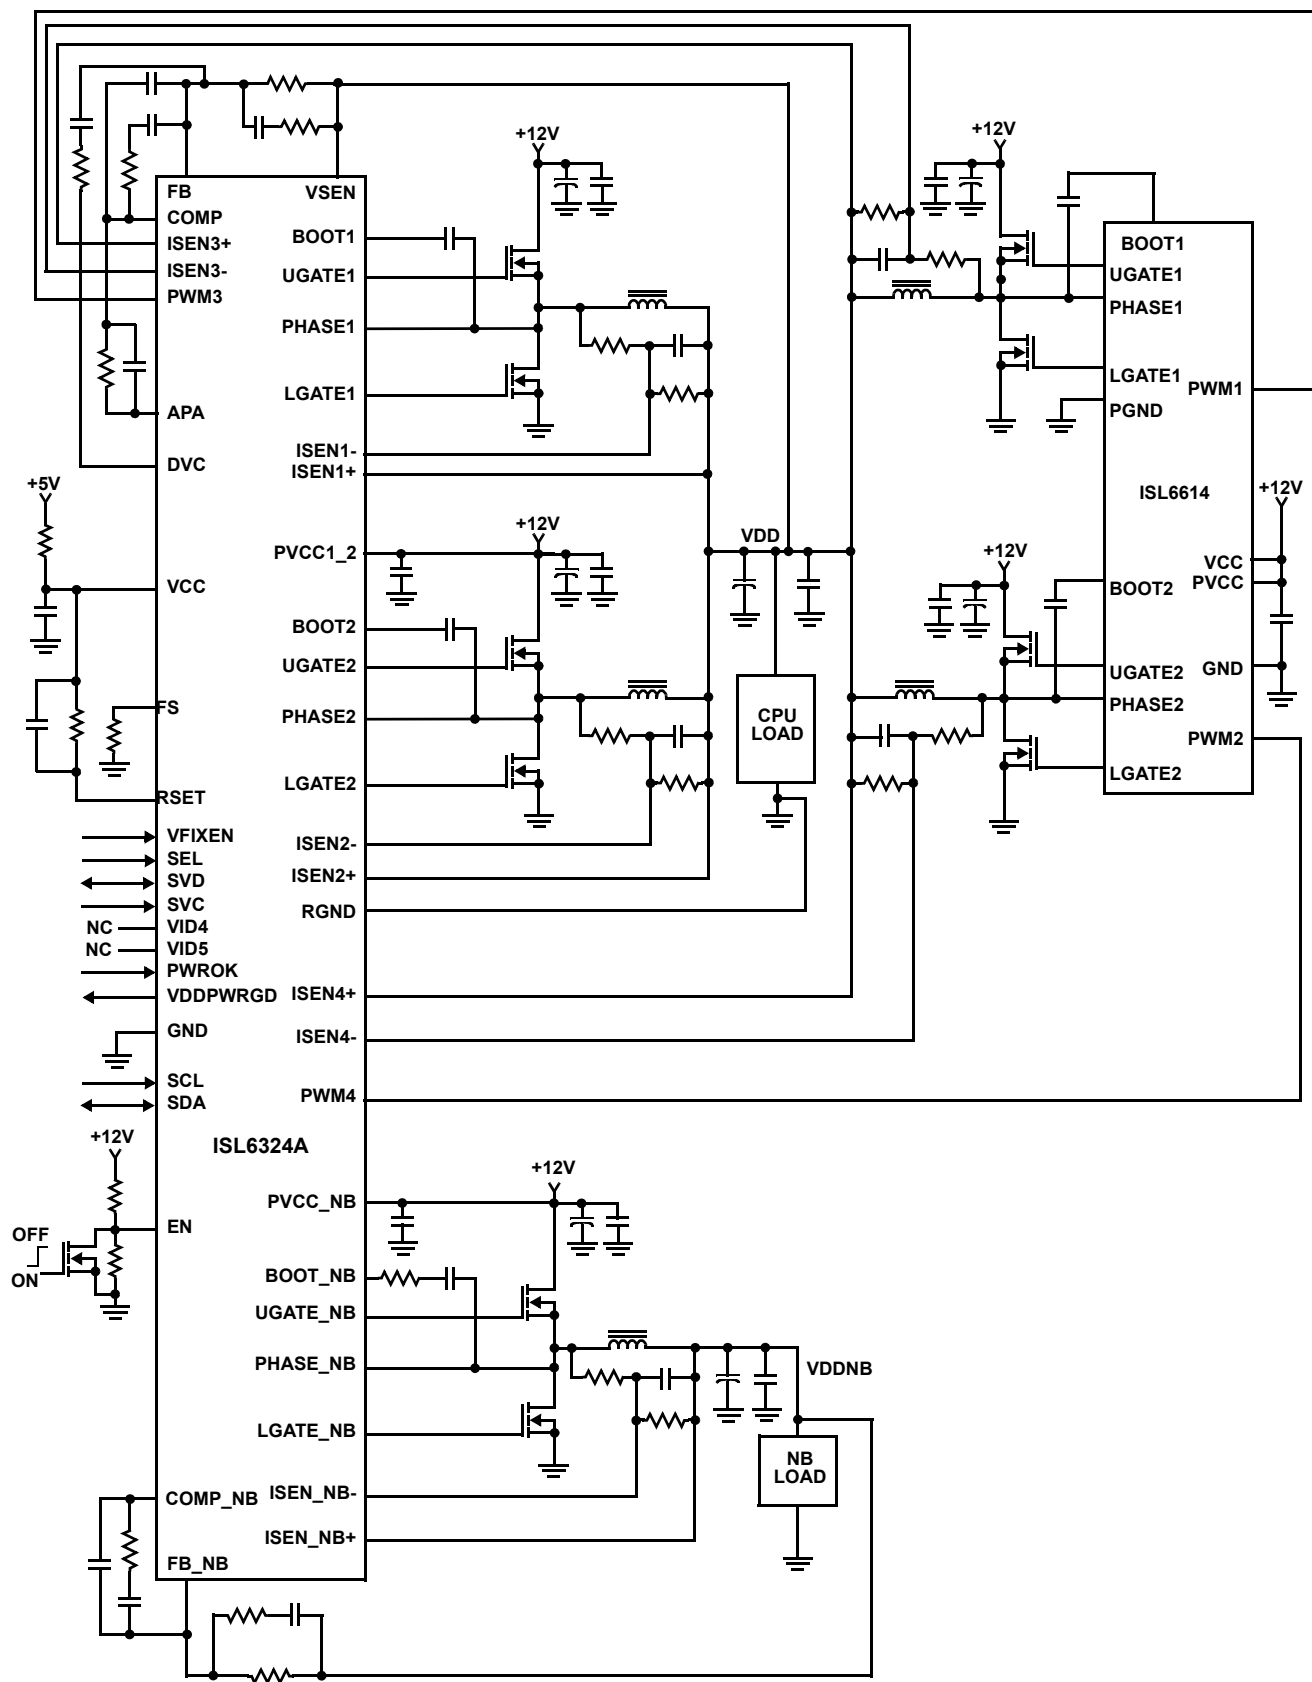 +12V
+12V
FB
VSEN
COMP
ISEN3+
ISEN3-
PWM3
APA
DVC
+5V
VCC
FS
RSET
VFIXEN
SEL
SVD
SVC
NC
VID4
NC
VID5
PWROK
VDDPWRGD
GND
SCL
SDA
+12V
OFF
ON
EN
COMP_NB
FB_NB
BOOT1
UGATE1
PHASE1
LGATE1
ISEN1-
ISEN1+
+12V
PVCC1_2
BOOT2
UGATE2
PHASE2
LGATE2
ISEN2-
ISEN2+
RGND
ISEN4+
ISEN4-
PWM4
ISL6324A
+12V
PVCC_NB
BOOT_NB
UGATE_NB
PHASE_NB
LGATE_NB
ISEN_NB-
ISEN_NB+
VDD
CPU
LOAD
VDDNB
NB
LOAD
BOOT1
UGATE1
PHASE1
LGATE1
PWM1
PGND
ISL6614
+12V
+12V
VCC
PVCC
BOOT2
GND
UGATE2
PHASE2
PWM2
LGATE2